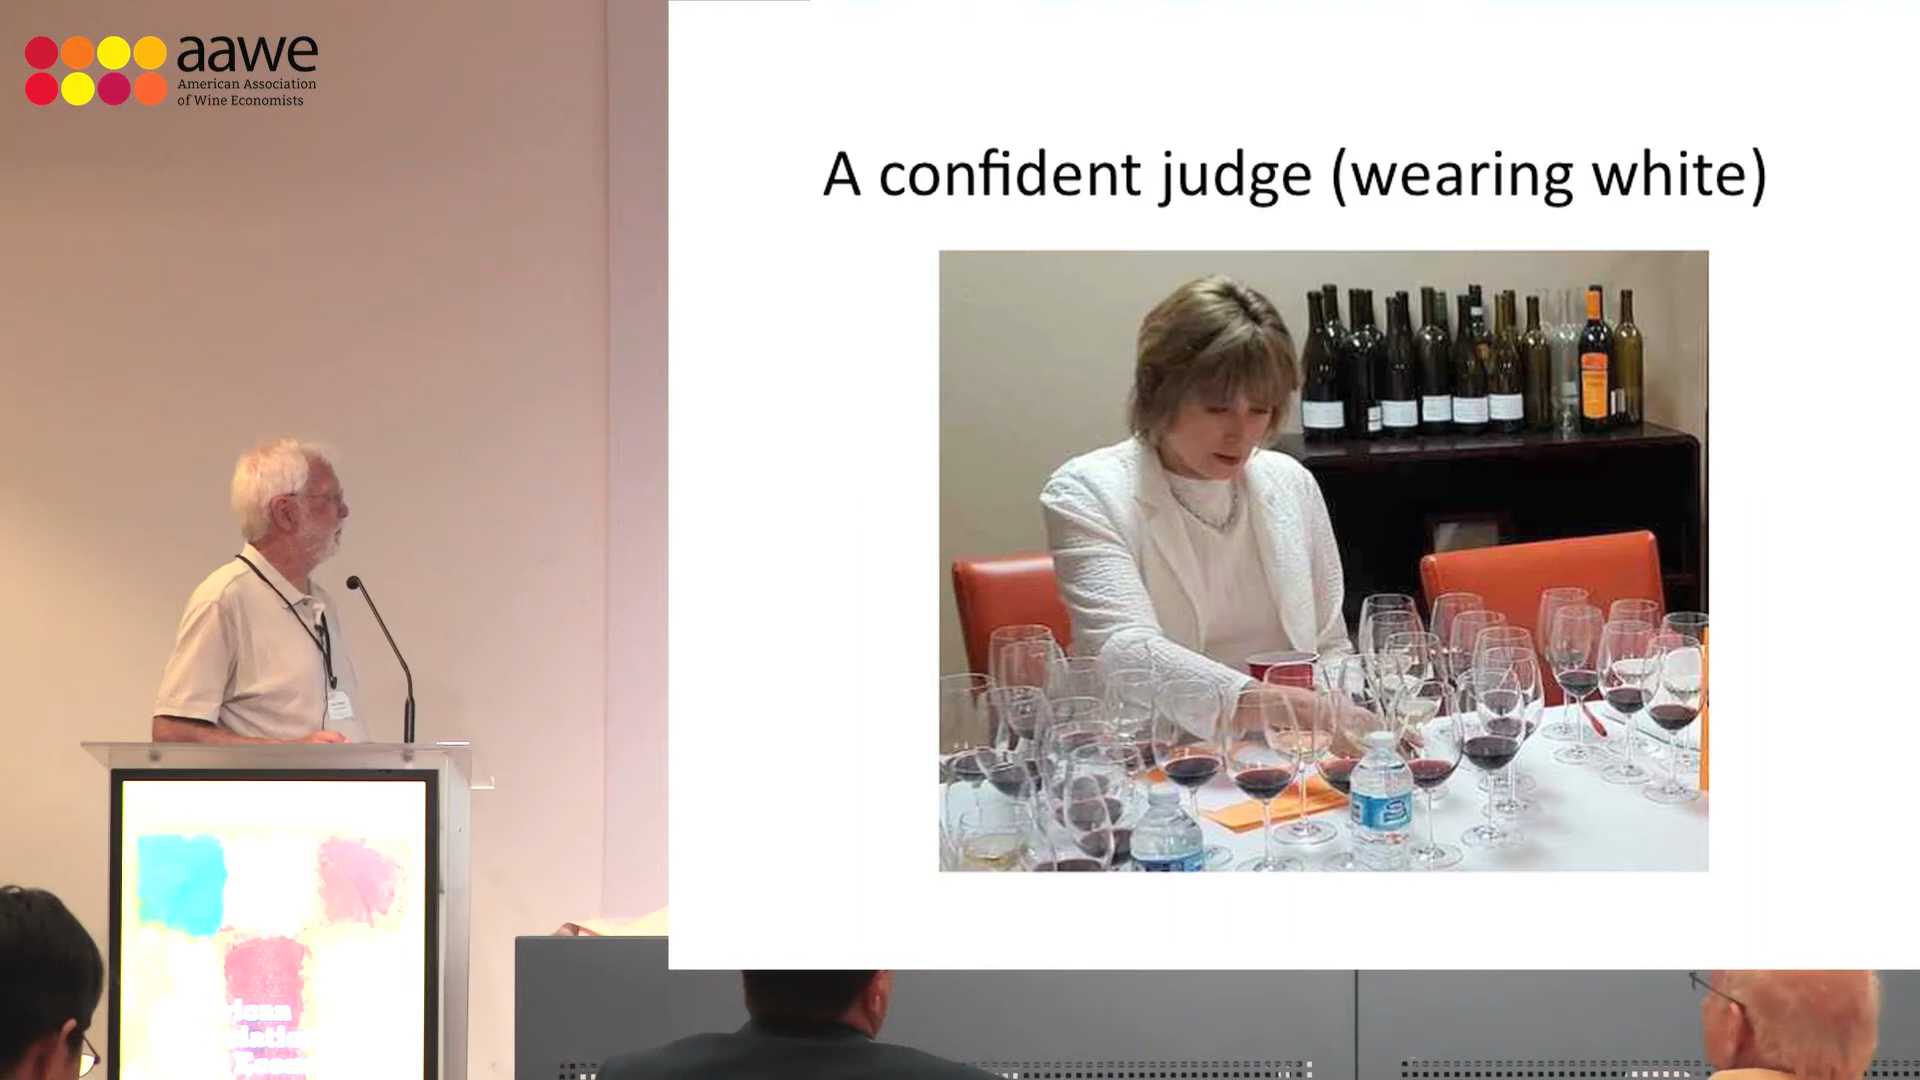 aawe
American Association
of Wine Economists
A confident judge (wearing white)